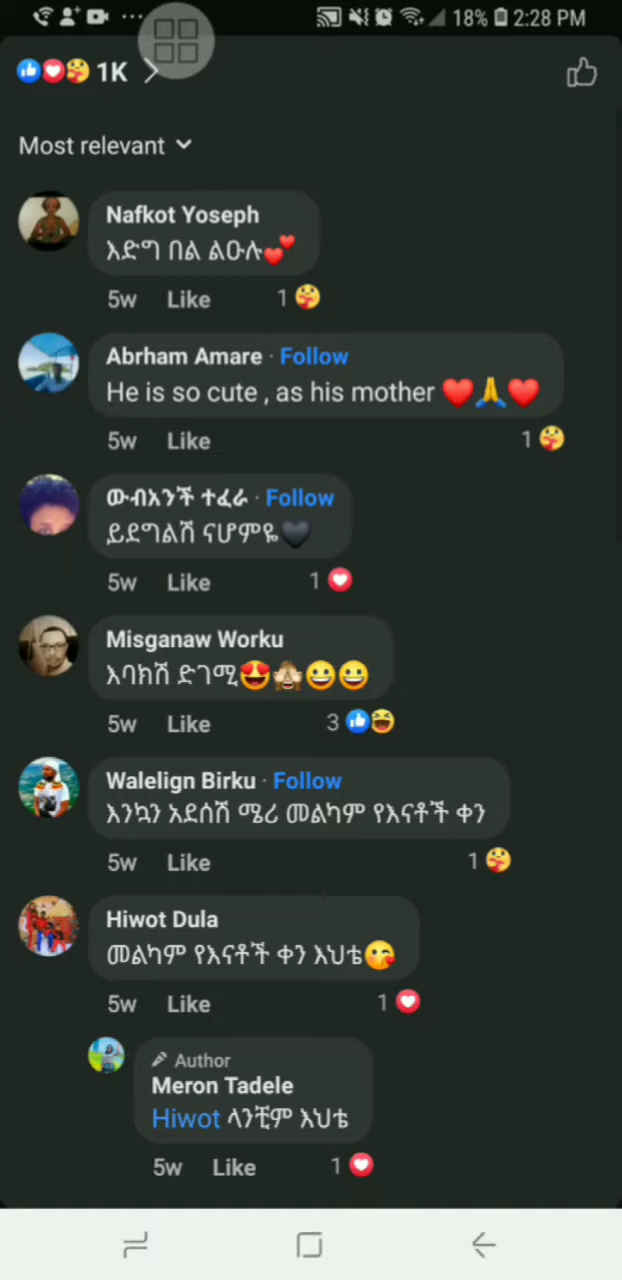 18% 2:28 PM
1K
Most relevant
Nafkot Yoseph
እድግ በል ልዑሉ💕
5w Like 1
Abrham Amare · Follow
He is so cute , as his mother ❤️🙏❤️
5w Like 1
ውብአንች ተፈራ · Follow
ይደግልሽ ናሆምዬ🖤
5w Like 1
Misganaw Worku
እባክሽ ድገሚ😍🙈😀😀
5w Like 3
Walelign Birku · Follow
እንኳን አደሰሽ ሜሪ መልካም የእናቶች ቀን
5w Like 1
Hiwot Dula
መልካም የእናቶች ቀን እህቴ😘
5w Like 1
Author
Meron Tadele
Hiwot ላንቺም እህቴ
5w Like 1